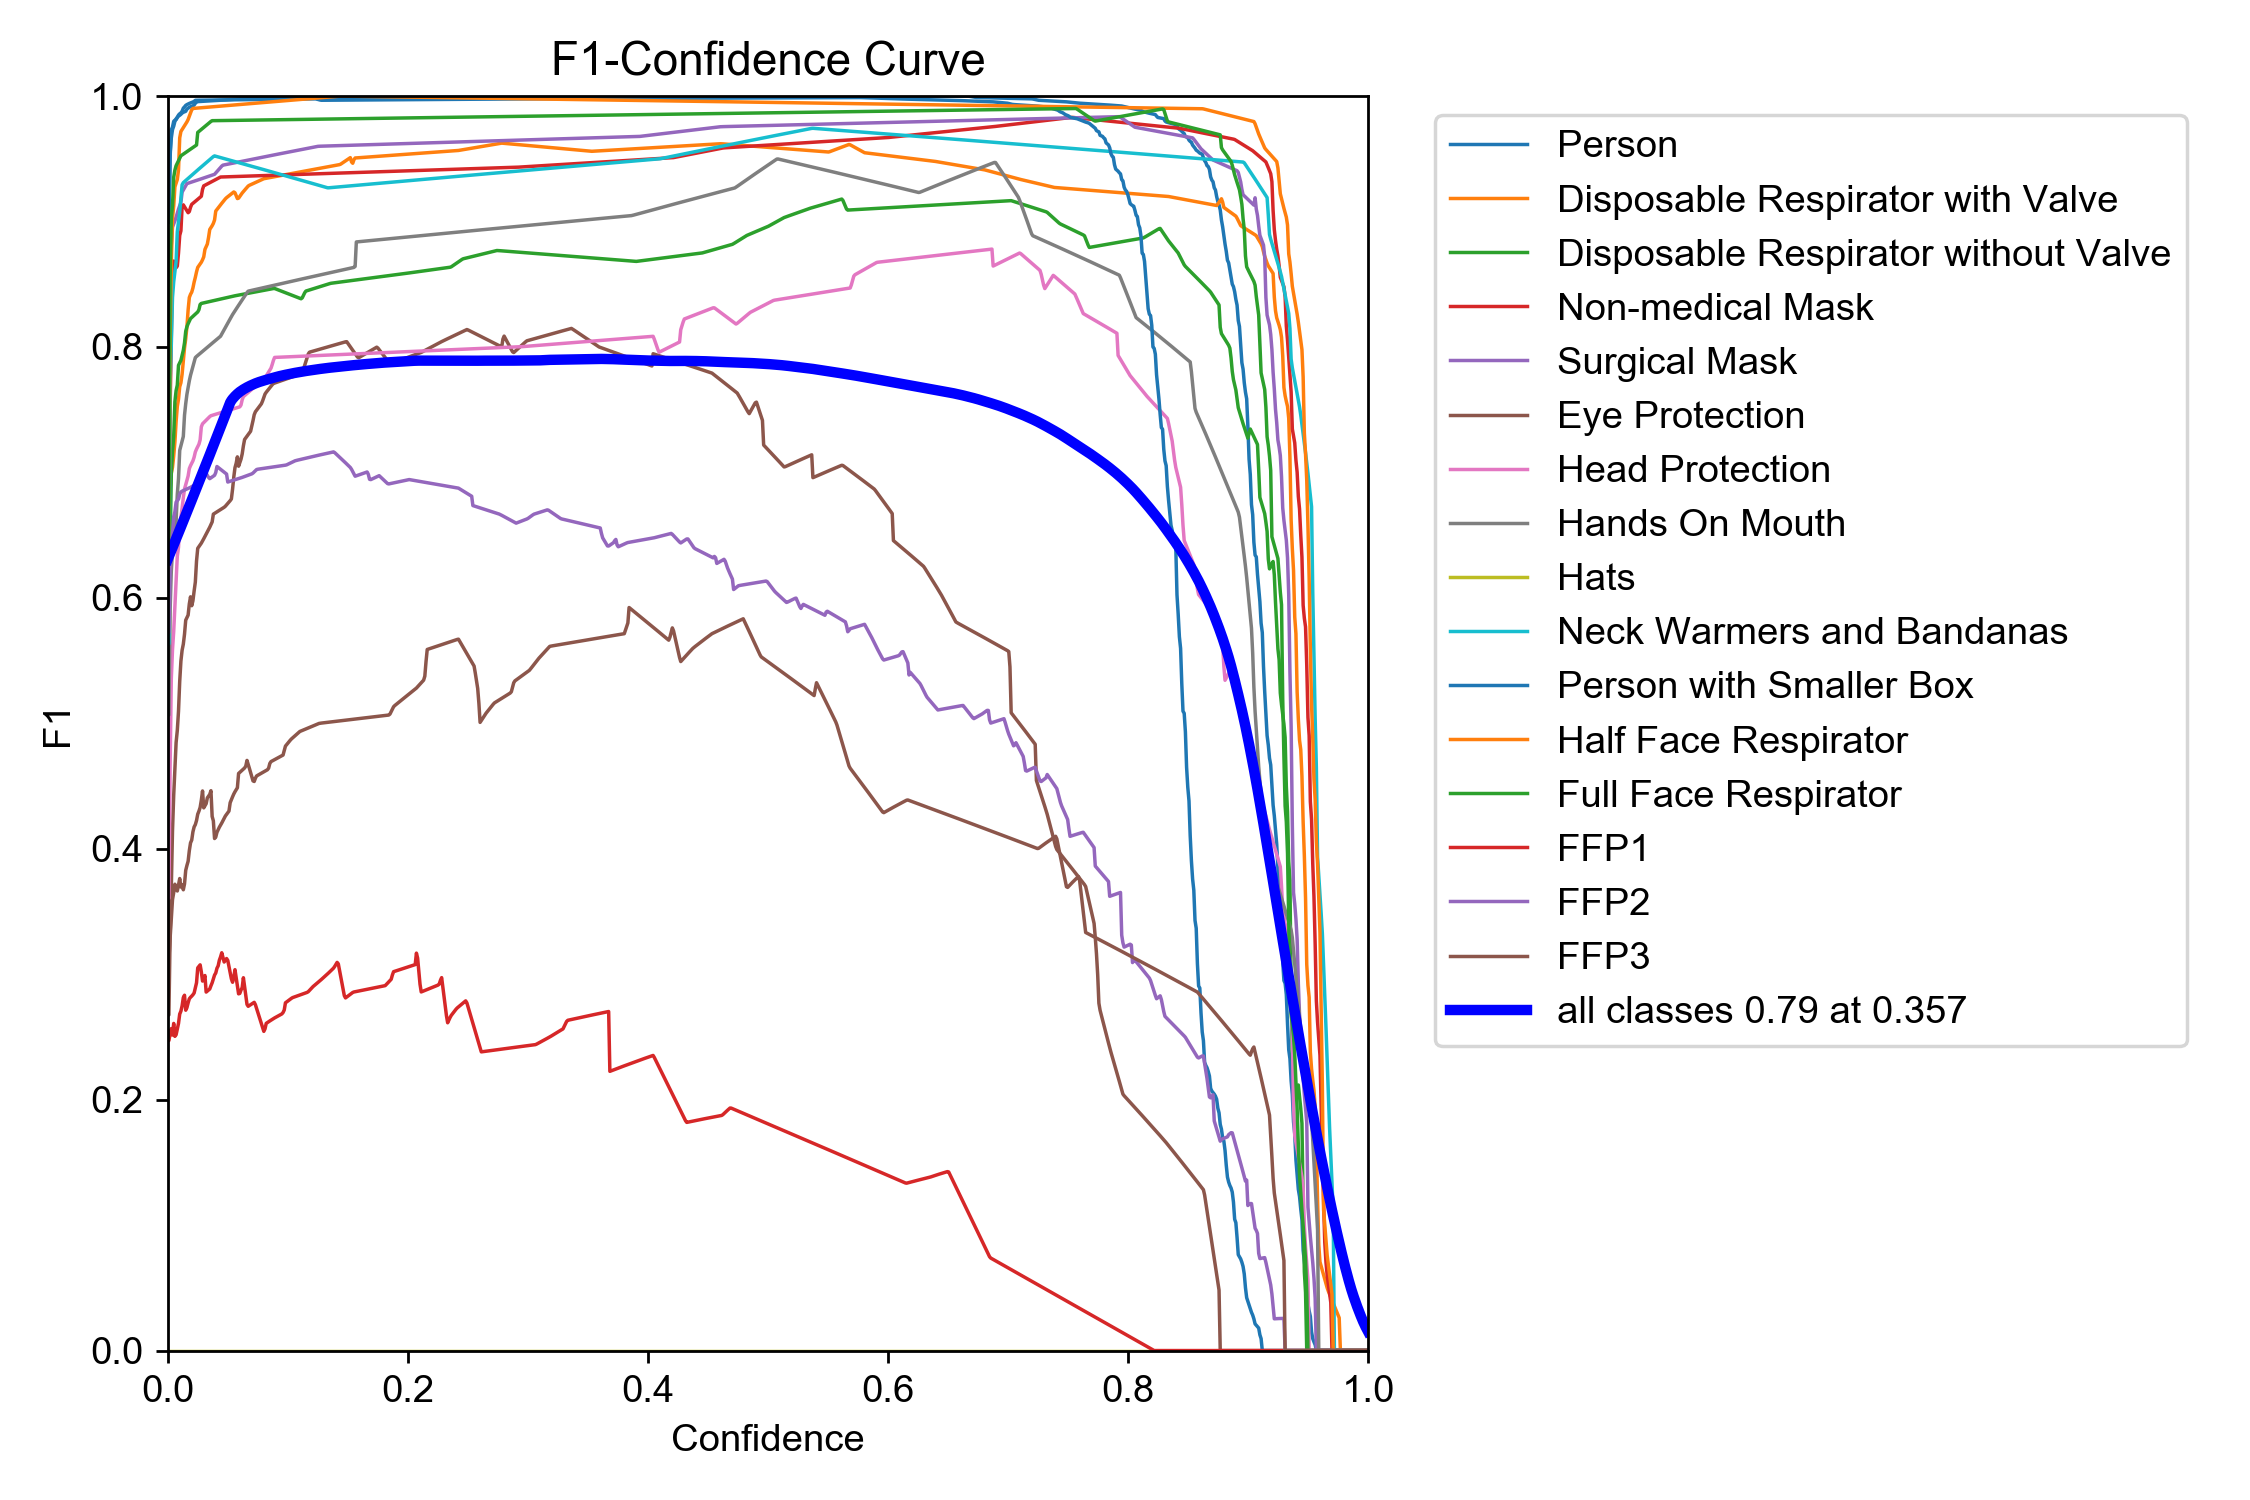 F1-Confidence Curve
1.0
0.8
0.6
0.4
0.2
0.0
F1
0.0 0.2 0.4 0.6 0.8 1.0
Confidence
Person
Disposable Respirator with Valve
Disposable Respirator without Valve
Non-medical Mask
Surgical Mask
Eye Protection
Head Protection
Hands On Mouth
Hats
Neck Warmers and Bandanas
Person with Smaller Box
Half Face Respirator
Full Face Respirator
FFP1
FFP2
FFP3
all classes 0.79 at 0.357